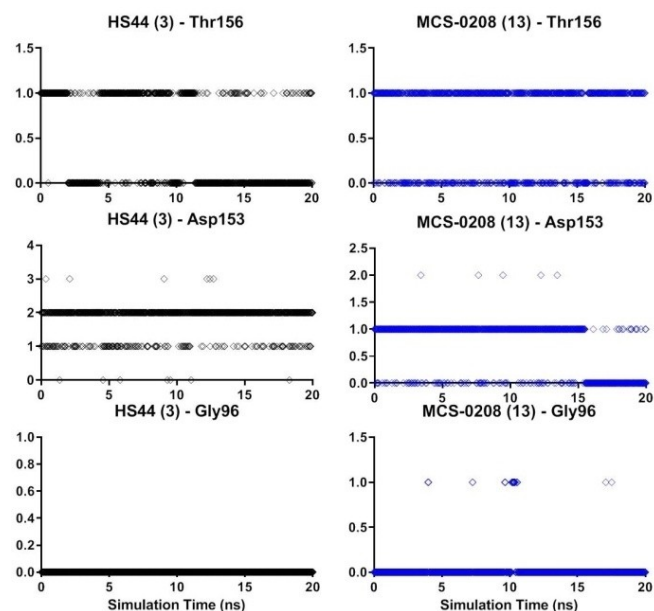 HS44 (3) - Thr156
1.5
1.0
0.5
0.0
0 5 10 15 20
MCS-0208 (13) - Thr156
1.5
1.0
0.5
0.0
0 5 10 15 20
HS44 (3) - Asp153
4
3
2
1
0
0 5 10 15 20
MCS-0208 (13) - Asp153
2.5
2.0
1.5
1.0
0.5
0.0
0 5 10 15 20
HS44 (3) - Gly96
1.0
0.8
0.6
0.4
0.2
0.0
0 5 10 15 20
Simulation Time (ns)
MCS-0208 (13) - Gly96
1.5
1.0
0.5
0.0
0 5 10 15 20
Simulation Time (ns)